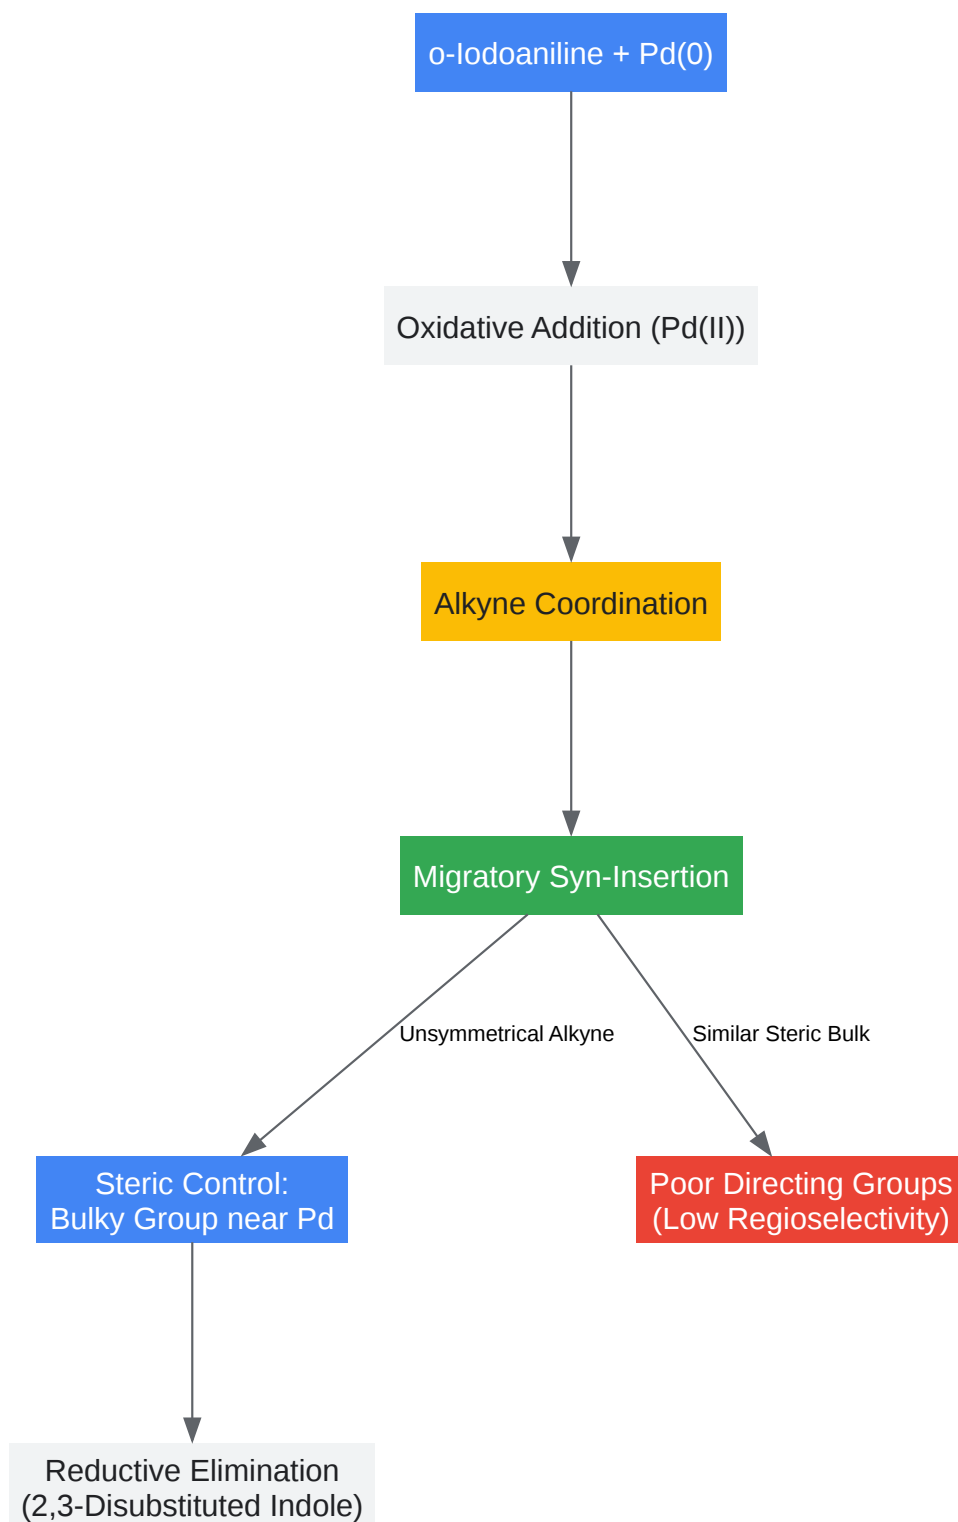 o-Iodoaniline + Pd(0)
Oxidative Addition (Pd(II))
Alkyne Coordination
Migratory Syn-Insertion
Unsymmetrical Alkyne
Similar Steric Bulk
Steric Control:
Bulky Group near Pd
Poor Directing Groups
(Low Regioselectivity)
Reductive Elimination
(2,3-Disubstituted Indole)